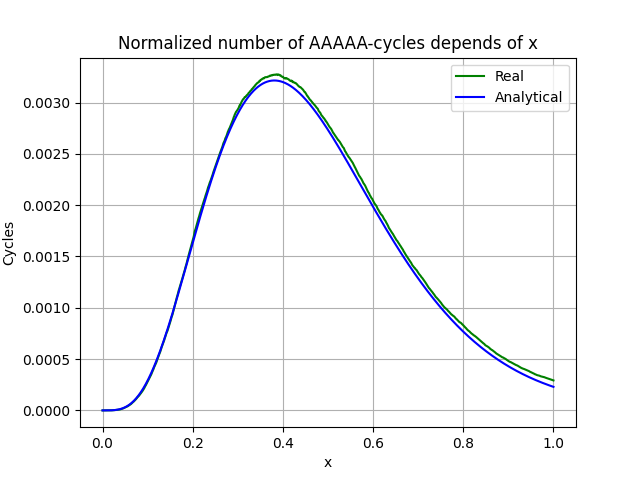 Normalized number of AAAAA-cycles depends of x
Real
Analytical
0.0030
0.0025
0.0020
0.0015
0.0010
0.0005
0.0000
Cycles
0.0 0.2 0.4 0.6 0.8 1.0
x